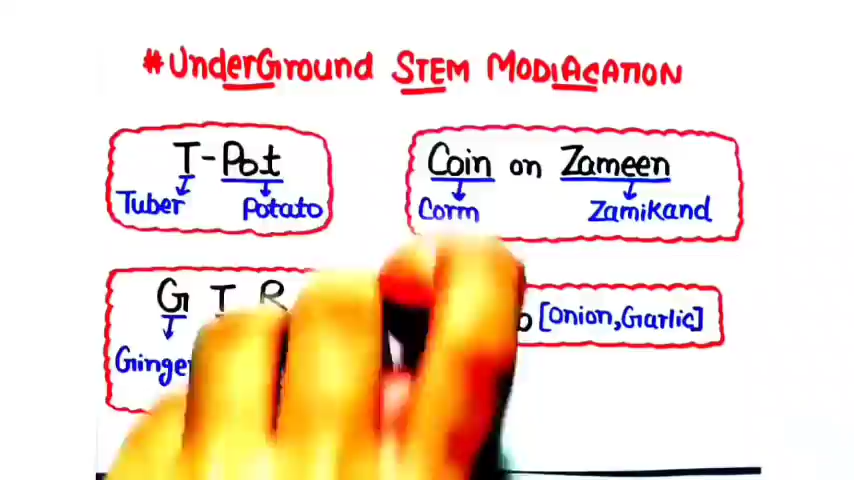 #UnderGround STEM MODIACATION
T-Pot
Tuber Potato
Coin on Zameen
Corm Zamikand
G T R
Ginger
[Onion,Garlic]